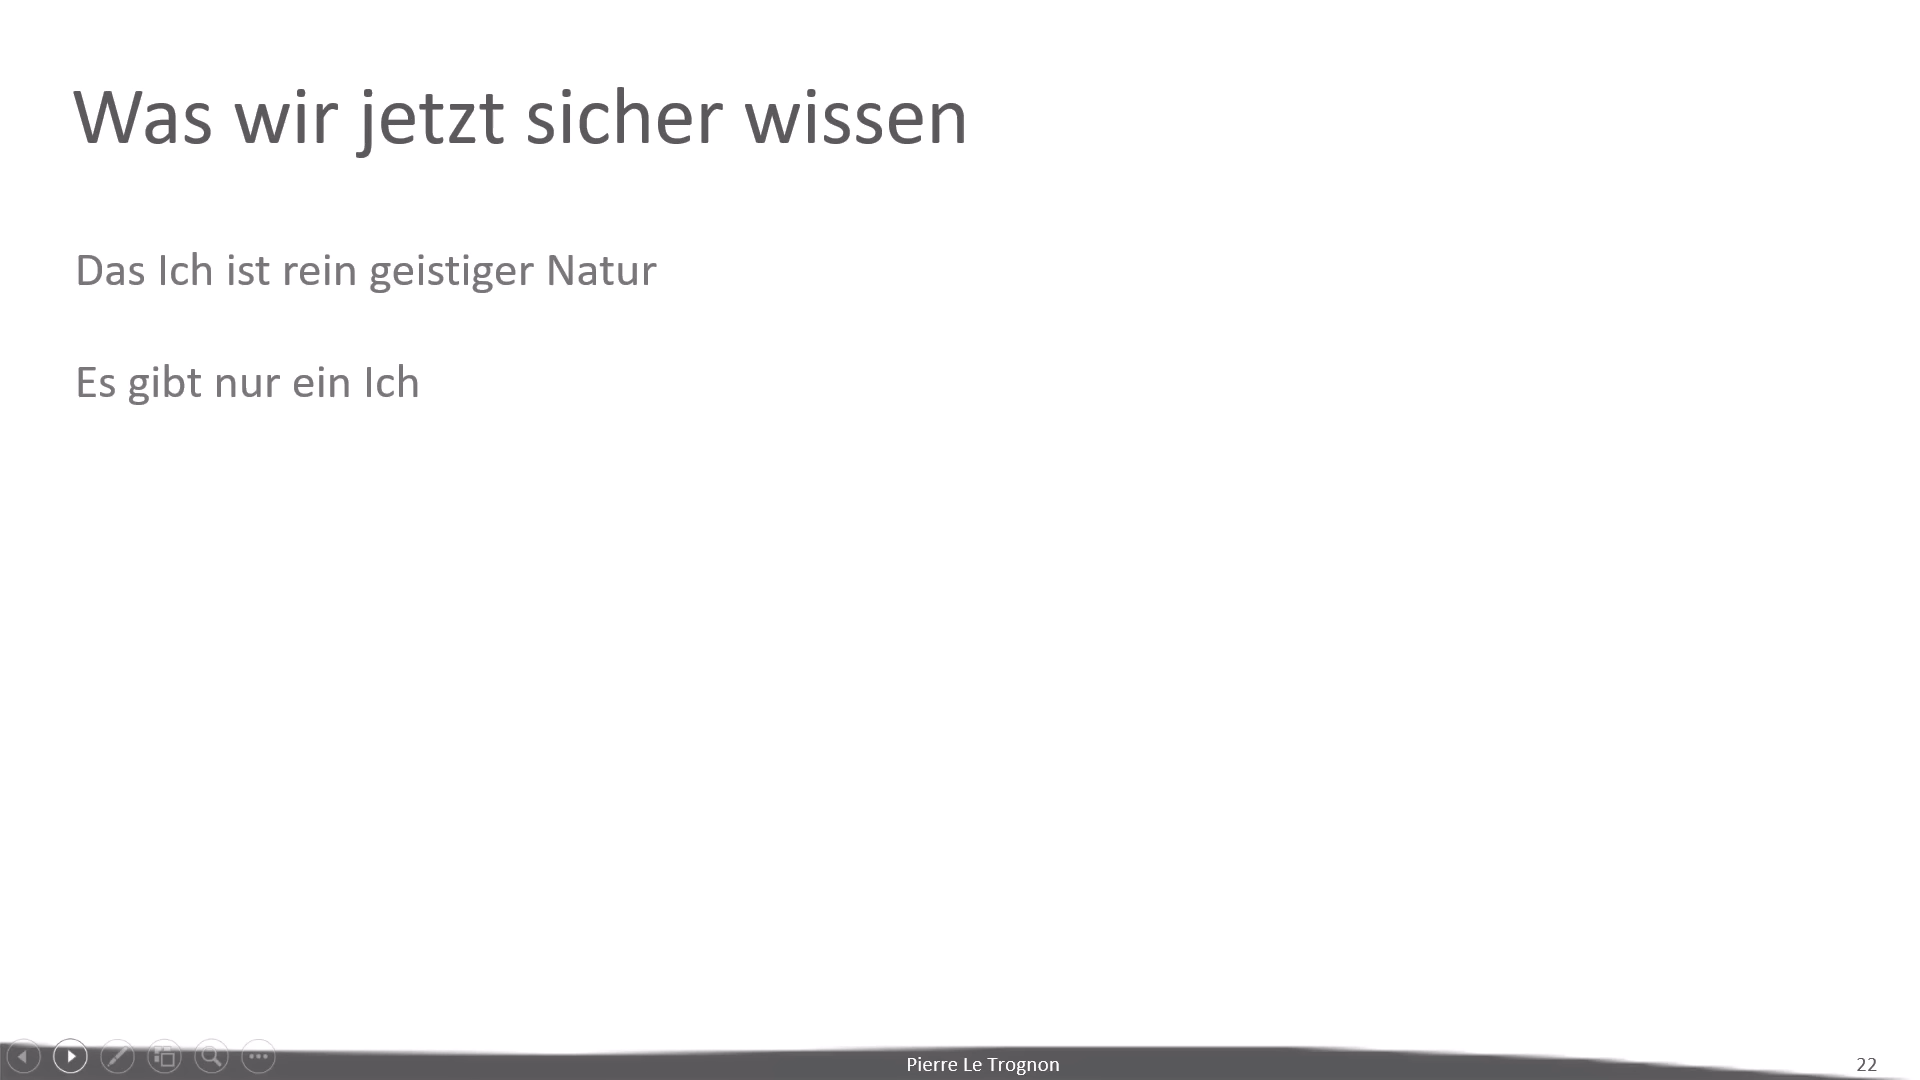 Was wir jetzt sicher wissen
Das Ich ist rein geistiger Natur
Es gibt nur ein Ich
Pierre Le Trognon
22